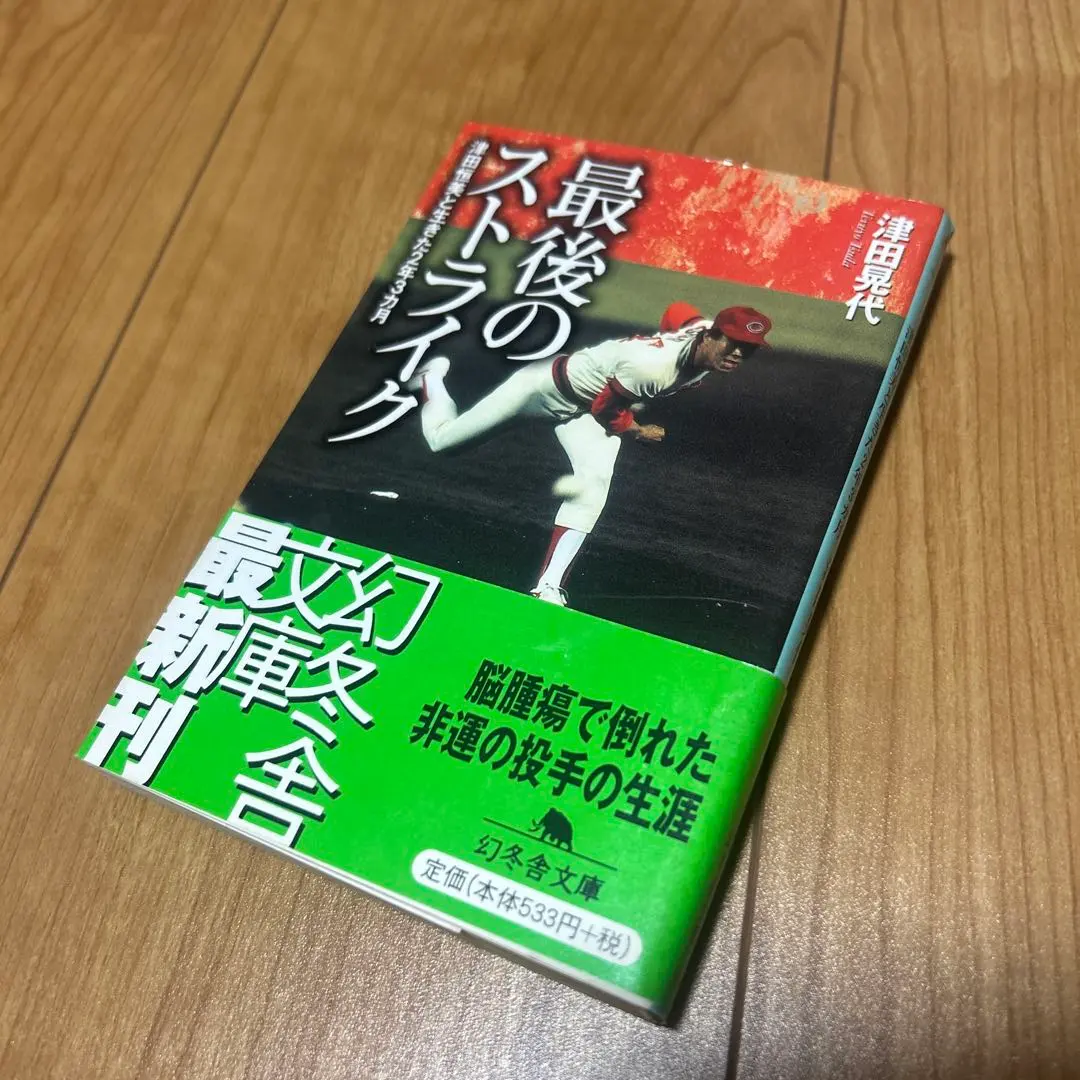 最後の
ストライク
津田恒実と生きた2年3カ月
津田晃代
Teruyo Tsuda
C
幻冬舎
文庫
最新刊
脳腫瘍で倒れた
非運の投手の生涯
幻冬舎文庫
定価(本体533円+税)